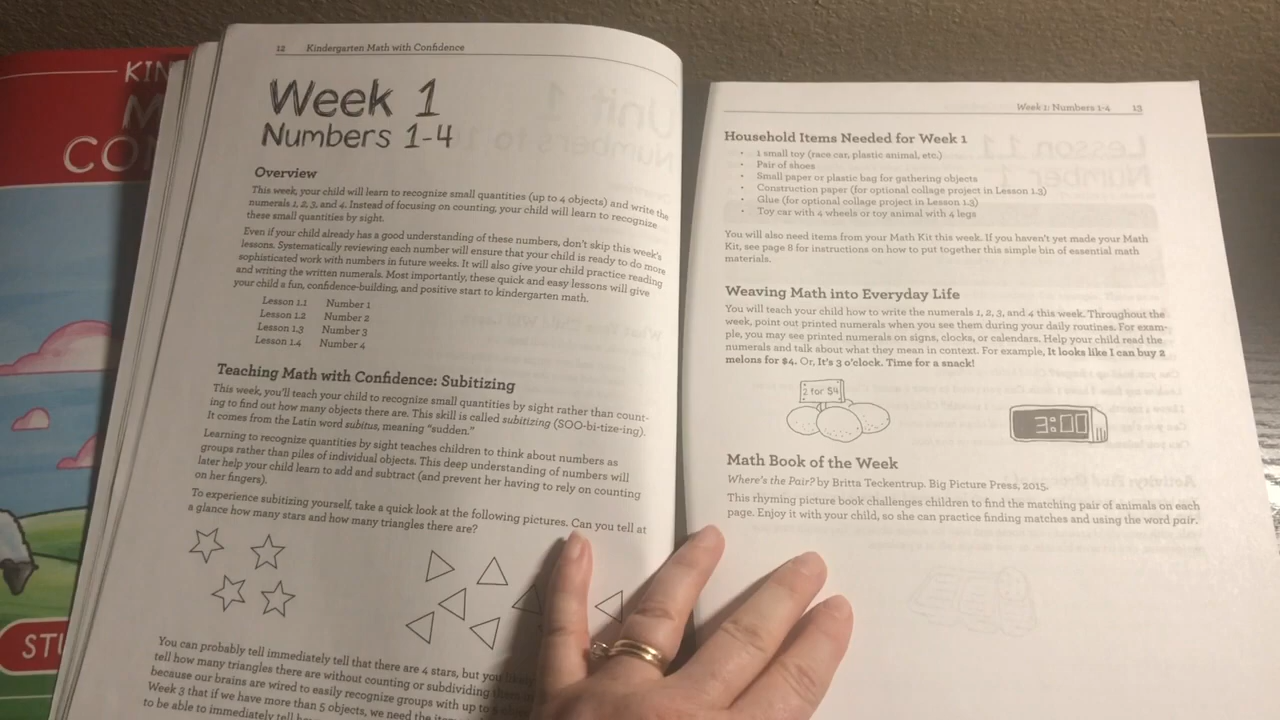 KIN
M
CON
STU
12 Kindergarten Math with Confidence
Week 1
Numbers 1-4
Overview
This week, your child will learn to recognize small quantities (up to 4 objects) and write the
numerals 1, 2, 3, and 4. Instead of focusing on counting, your child will learn to recognize
these small quantities by sight.
Even if your child already has a good understanding of these numbers, don't skip this week's
lessons. Systematically reviewing each number will ensure that your child is ready to do more
sophisticated work with numbers in future weeks. It will also give your child practice reading
and writing the written numerals. Most importantly, these quick and easy lessons will give
your child a fun, confidence-building, and positive start to kindergarten math.
Lesson 1.1 Number 1
Lesson 1.2 Number 2
Lesson 1.3 Number 3
Lesson 1.4 Number 4
Teaching Math with Confidence: Subitizing
This week, you'll teach your child to recognize small quantities by sight rather than count-
ing to find out how many objects there are. This skill is called subitizing (SOO-bi-tize-ing).
It comes from the Latin word subitus, meaning "sudden."
Learning to recognize quantities by sight teaches children to think about numbers as
groups rather than piles of individual objects. This deep understanding of numbers will
later help your child learn to add and subtract (and prevent her having to rely on counting
on her fingers).
To experience subitizing yourself, take a quick look at the following pictures. Can you tell at
a glance how many stars and how many triangles there are?
You can probably tell immediately tell that there are 4 stars, but you
tell how many triangles there are without counting or subdividing
because our brains are wired to easily recognize groups with up to
Week 3 that if we have more than 5 objects, we need the
to be able to immediately tell
Week 1: Numbers 1-4 13
Household Items Needed for Week 1
• 1 small toy (race car, plastic animal, etc.)
• Pair of shoes
• Small paper or plastic bag for gathering objects
• Construction paper (for optional collage project in Lesson 1.3)
• Glue (for optional collage project in Lesson 1.3)
• Toy car with 4 wheels or toy animal with 4 legs
You will also need items from your Math Kit this week. If you haven't yet made your Math
Kit, see page 8 for instructions on how to put together this simple bin of essential math
materials.
Weaving Math into Everyday Life
You will teach your child how to write the numerals 1, 2, 3, and 4 this week. Throughout the
week, point out printed numerals when you see them during your daily routines. For exam-
ple, you may see printed numerals on signs, clocks, or calendars. Help your child read the
numerals and talk about what they mean in context. For example, It looks like I can buy 2
melons for $4. Or, It's 3 o'clock. Time for a snack!
2 for $4
3:00
Math Book of the Week
Where's the Pair? by Britta Teckentrup. Big Picture Press, 2015.
This rhyming picture book challenges children to find the matching pair of animals on each
page. Enjoy it with your child, so she can practice finding matches and using the word pair.